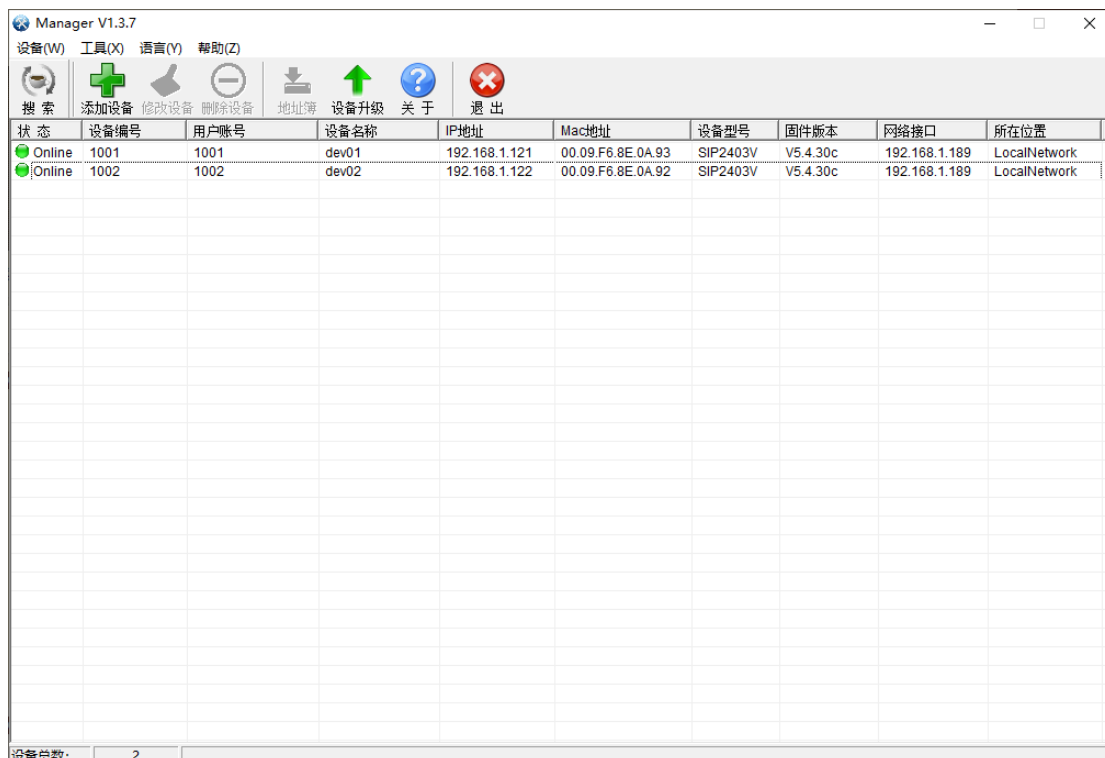 Manager V1.3.7
设备(W) 工具(X) 语言(Y) 帮助(Z)
搜 索 添加设备 修改设备 删除设备 地址簿 设备升级 关 于 退 出
状 态 设备编号 用户账号 设备名称 IP地址 Mac地址 设备型号 固件版本 网络接口 所在位置
Online 1001 1001 dev01 192.168.1.121 00.09.F6.8E.0A.93 SIP2403V V5.4.30c 192.168.1.189 LocalNetwork
Online 1002 1002 dev02 192.168.1.122 00.09.F6.8E.0A.92 SIP2403V V5.4.30c 192.168.1.189 LocalNetwork
设备总数: 2